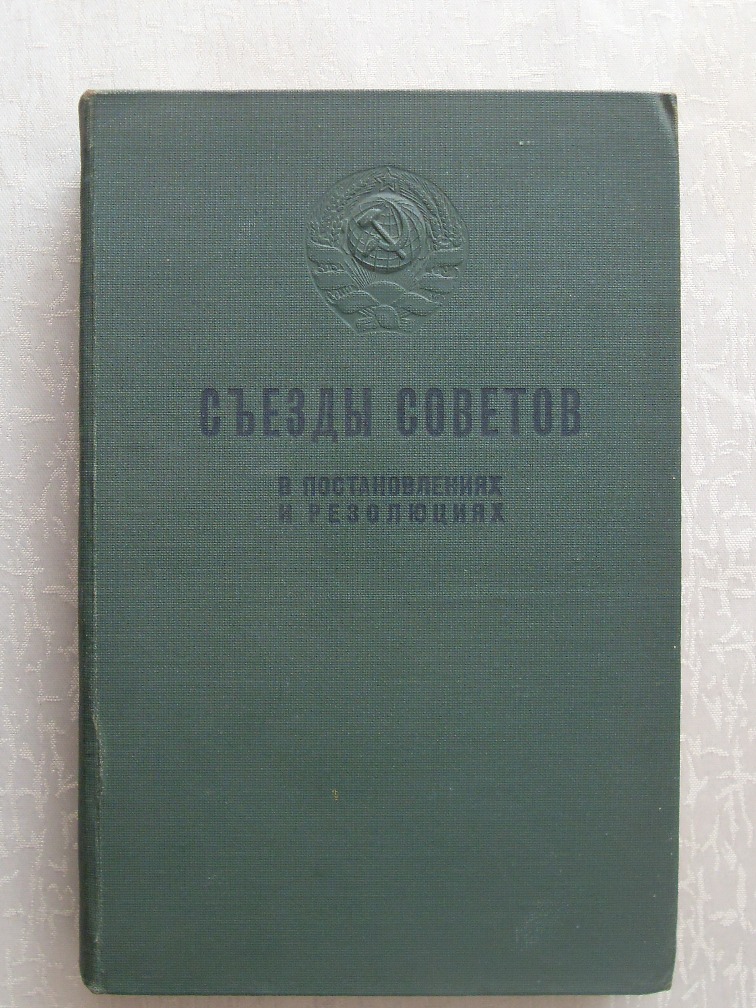 СЪЕЗДЫ СОВЕТОВ
В ПОСТАНОВЛЕНИЯХ
И РЕЗОЛЮЦИЯХ